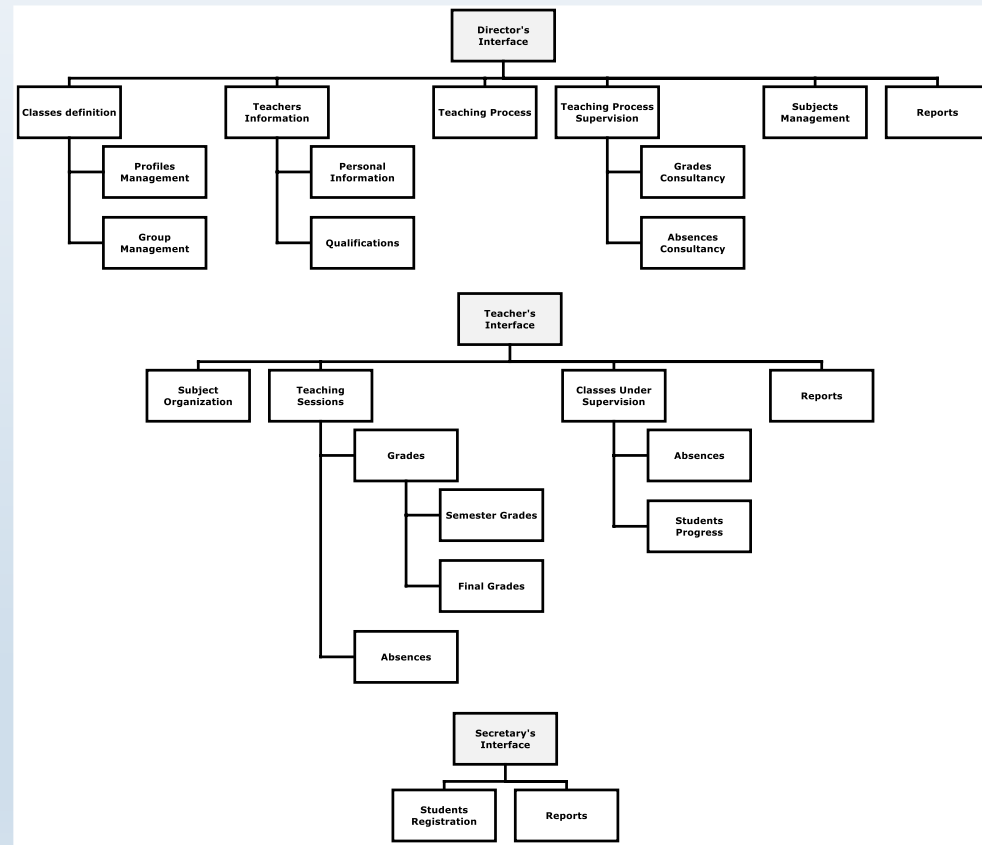 Director's
Interface
Classes definition
Teachers
Information
Teaching Process
Teaching Process
Supervision
Subjects
Management
Reports
Profiles
Management
Personal
Information
Grades
Consultancy
Group
Management
Qualifications
Absences
Consultancy
Teacher's
Interface
Subject
Organization
Teaching
Sessions
Classes Under
Supervision
Reports
Grades
Absences
Semester Grades
Students
Progress
Final Grades
Absences
Secretary's
Interface
Students
Registration
Reports